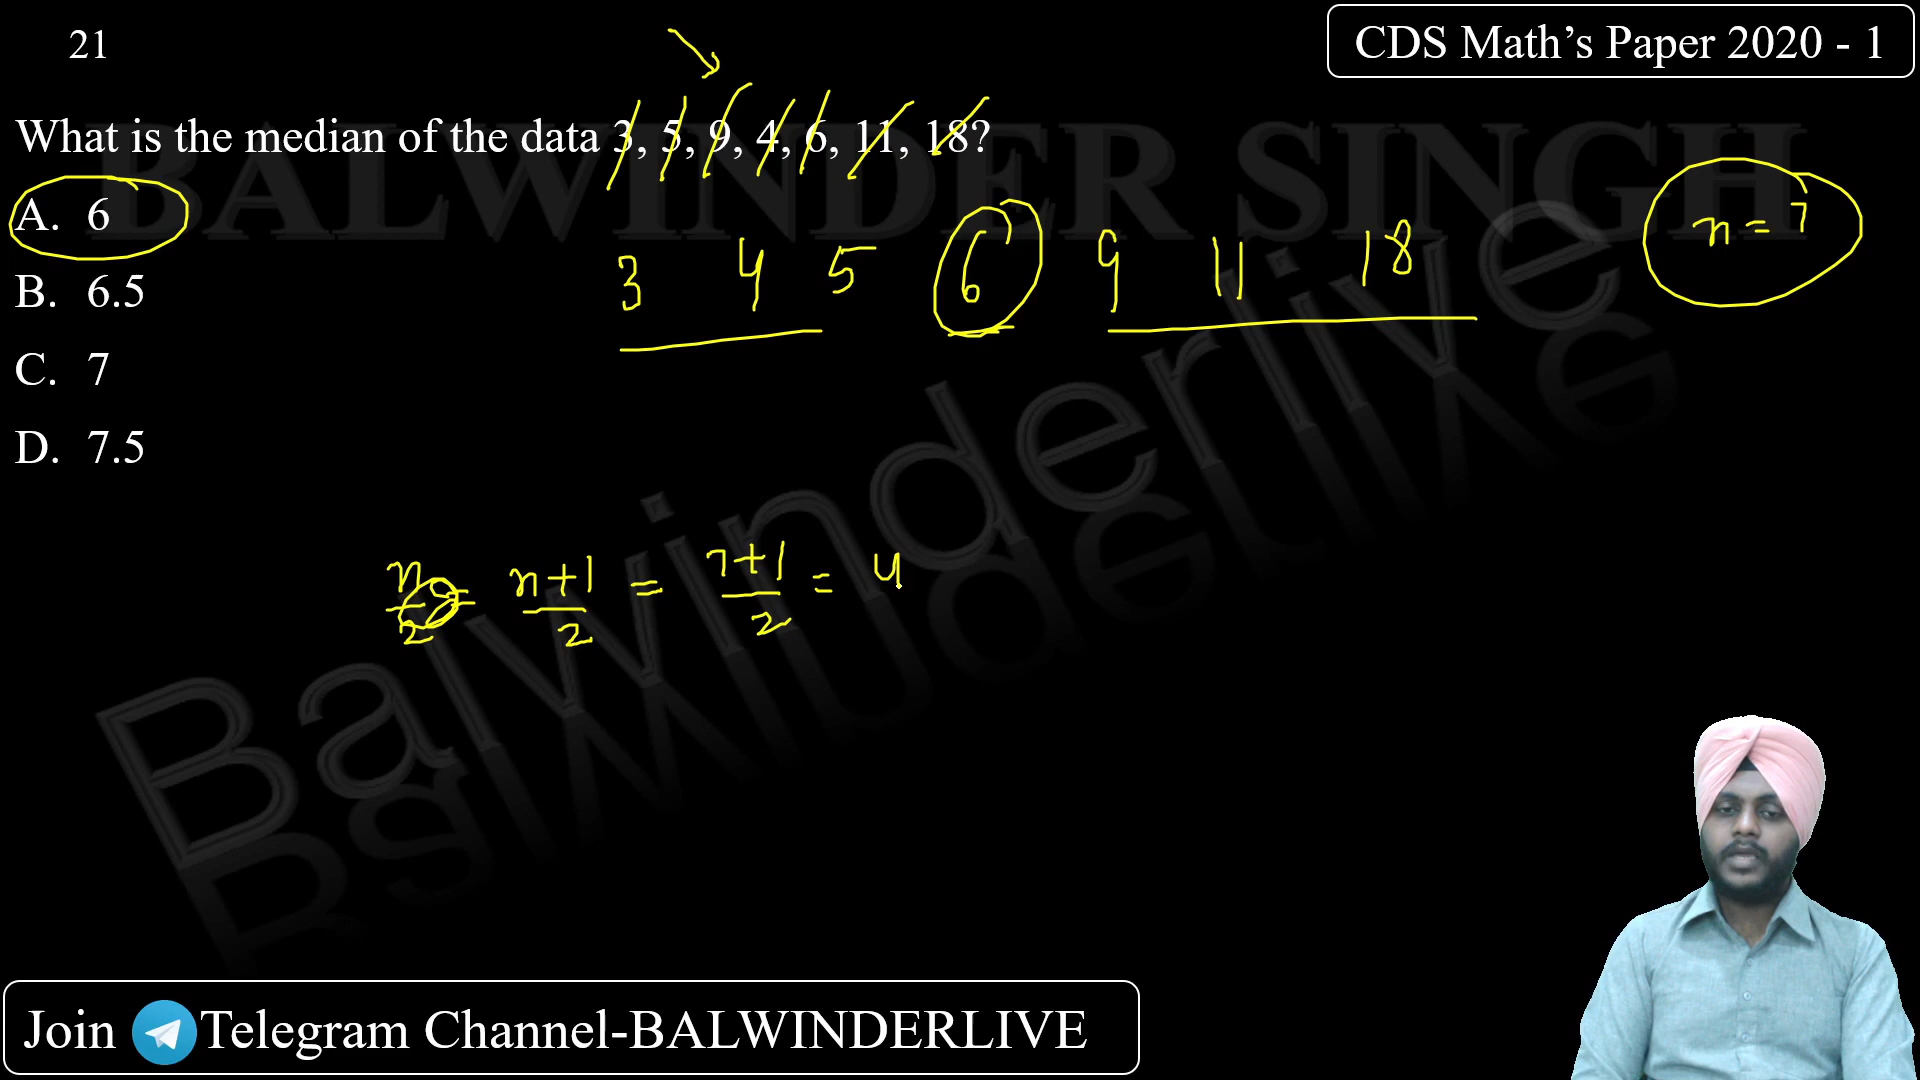 21
CDS Math’s Paper 2020 - 1
What is the median of the data 3, 5, 9, 4, 6, 11, 18?
A. 6
3 4 5 6 9 11 18
n = 7
B. 6.5
C. 7
D. 7.5
n/2 = n+1/2 = 7+1/2 = 4
BALWINDER SINGH
Balwinderlive
Join Telegram Channel-BALWINDERLIVE